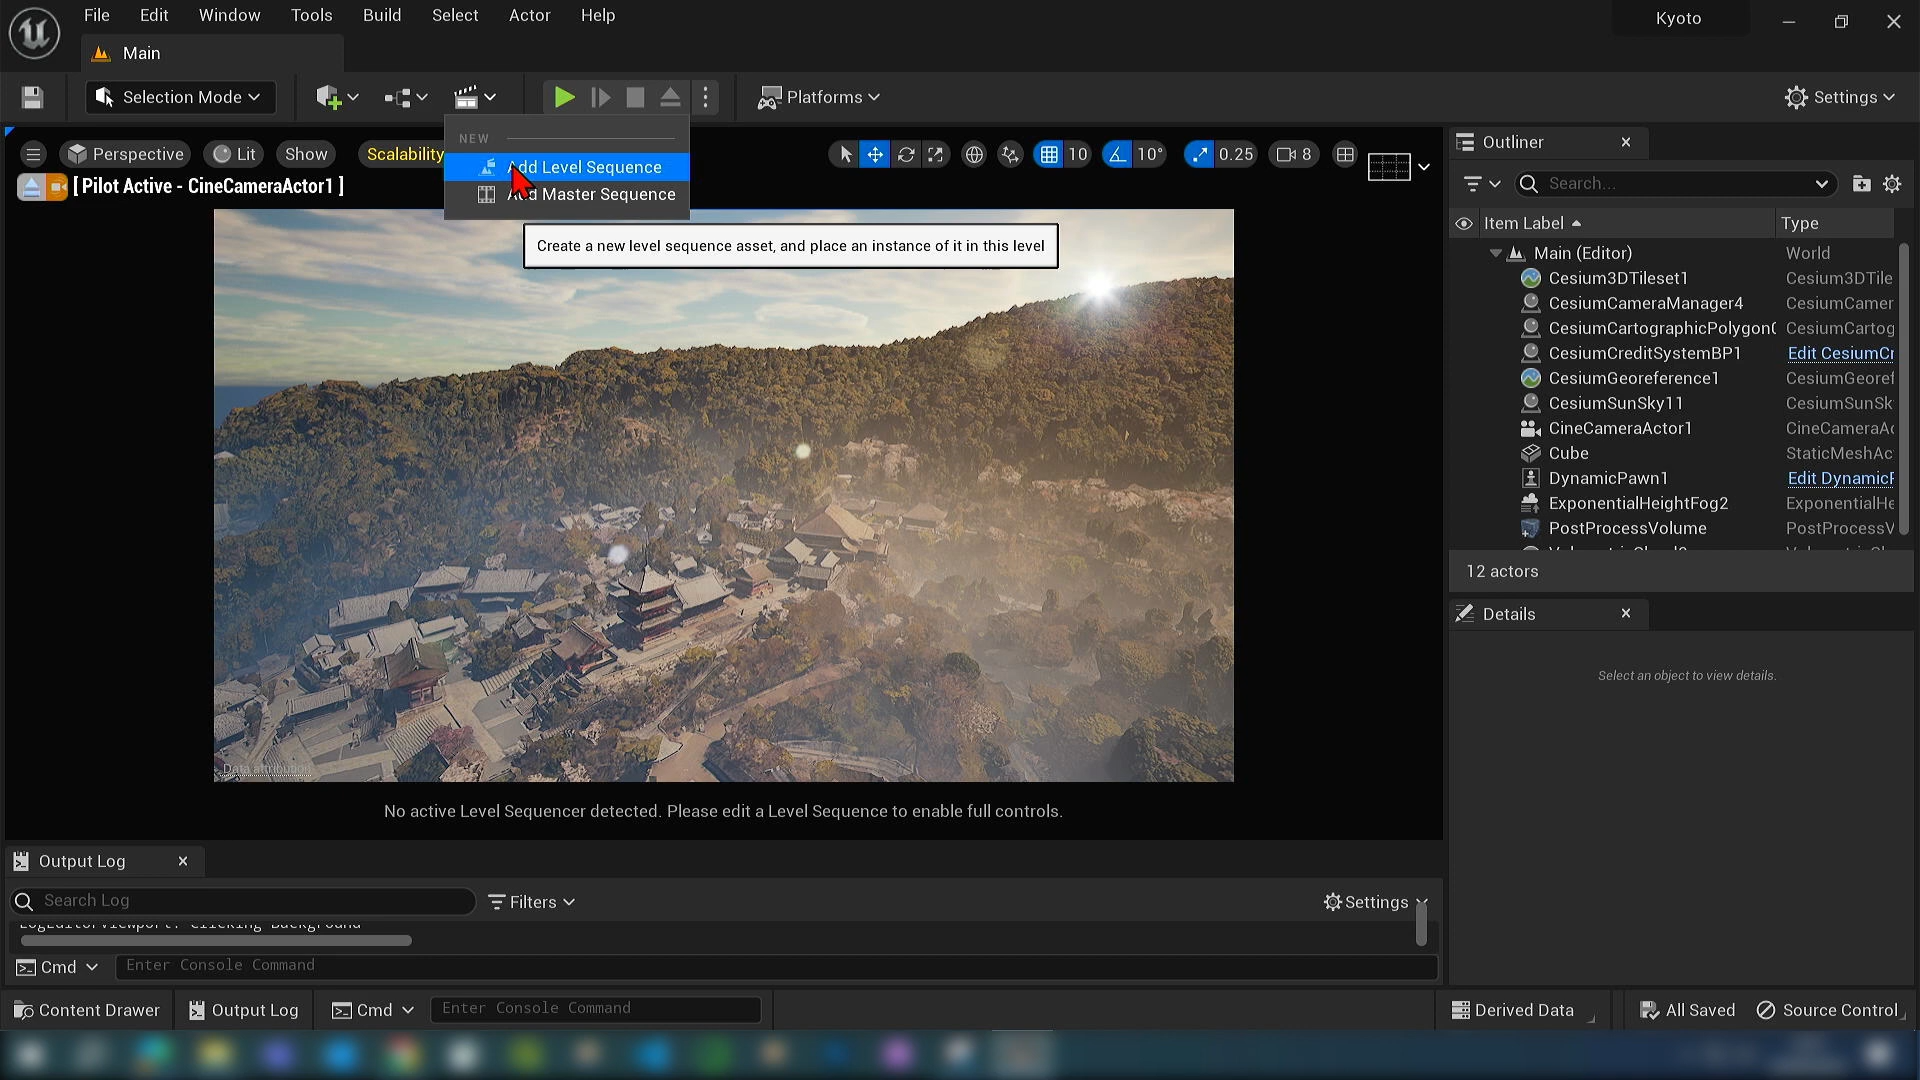 File Edit Window Tools Build Select Actor Help
Kyoto
Main
Selection Mode
Platforms
Settings
NEW
Add Level Sequence
Add Master Sequence
Perspective
Lit
Show
Scalability
10
10°
0.25
8
[ Pilot Active - CineCameraActor1 ]
Create a new level sequence asset, and place an instance of it in this level
Data attribution
No active Level Sequencer detected. Please edit a Level Sequence to enable full controls.
Outliner
Search...
Item Label
Type
Main (Editor) World
Cesium3DTileset1 Cesium3DTile
CesiumCameraManager4 CesiumCamer
CesiumCartographicPolygon CesiumCartog
CesiumCreditSystemBP1 Edit CesiumCr
CesiumGeoreference1 CesiumGeoref
CesiumSunSky11 CesiumSunSk
CineCameraActor1 CineCameraAc
Cube StaticMeshAc
DynamicPawn1 Edit DynamicP
ExponentialHeightFog2 ExponentialHe
PostProcessVolume PostProcessV
12 actors
Details
Select an object to view details.
Output Log
Search Log
Filters
Settings
LogEditorViewport: Clicking Background
Cmd
Enter Console Command
Content Drawer
Output Log
Cmd
Enter Console Command
Derived Data
All Saved
Source Control